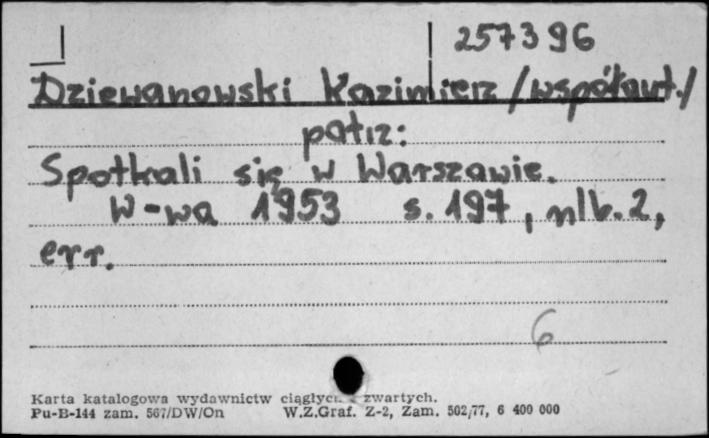 257396
Dziewanowski Kazimierz /współaut./
patrz:
Spotkali się w Warszawie.
W-wa 1953 s. 197, nlb. 2,
err.
6
Karta katalogowa wydawnictw ciągłych i zwartych.
Pu-B-144 zam. 567/DW/On W.Z.Graf. Z-2, Zam. 502/77, 6 400 000